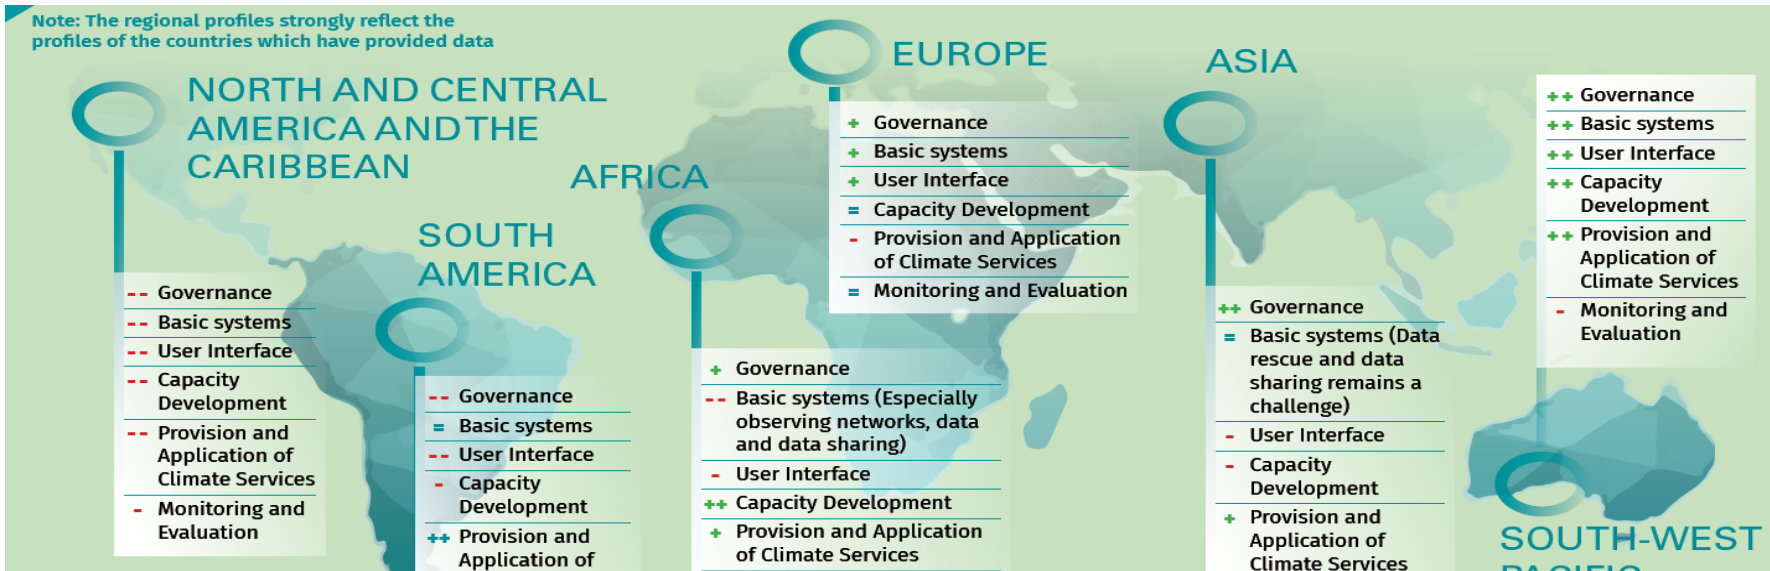 Note: The regional profiles strongly reflect the
profiles of the countries which have provided data
NORTH AND CENTRAL
AMERICA AND THE
CARIBBEAN
-- Governance
-- Basic systems
-- User Interface
-- Capacity
Development
-- Provision and
Application of
Climate Services
- Monitoring and
Evaluation
SOUTH
AMERICA
-- Governance
= Basic systems
-- User Interface
- Capacity
Development
++ Provision and
Application of
AFRICA
+ Governance
-- Basic systems (Especially
observing networks, data
and data sharing)
- User Interface
++ Capacity Development
+ Provision and Application
of Climate Services
EUROPE
+ Governance
+ Basic systems
+ User Interface
= Capacity Development
- Provision and Application
of Climate Services
= Monitoring and Evaluation
ASIA
++ Governance
= Basic systems (Data
rescue and data
sharing remains a
challenge)
- User Interface
- Capacity
Development
+ Provision and
Application of
Climate Services
++ Governance
++ Basic systems
++ User Interface
++ Capacity
Development
++ Provision and
Application of
Climate Services
- Monitoring and
Evaluation
SOUTH-WEST
PACIFIC